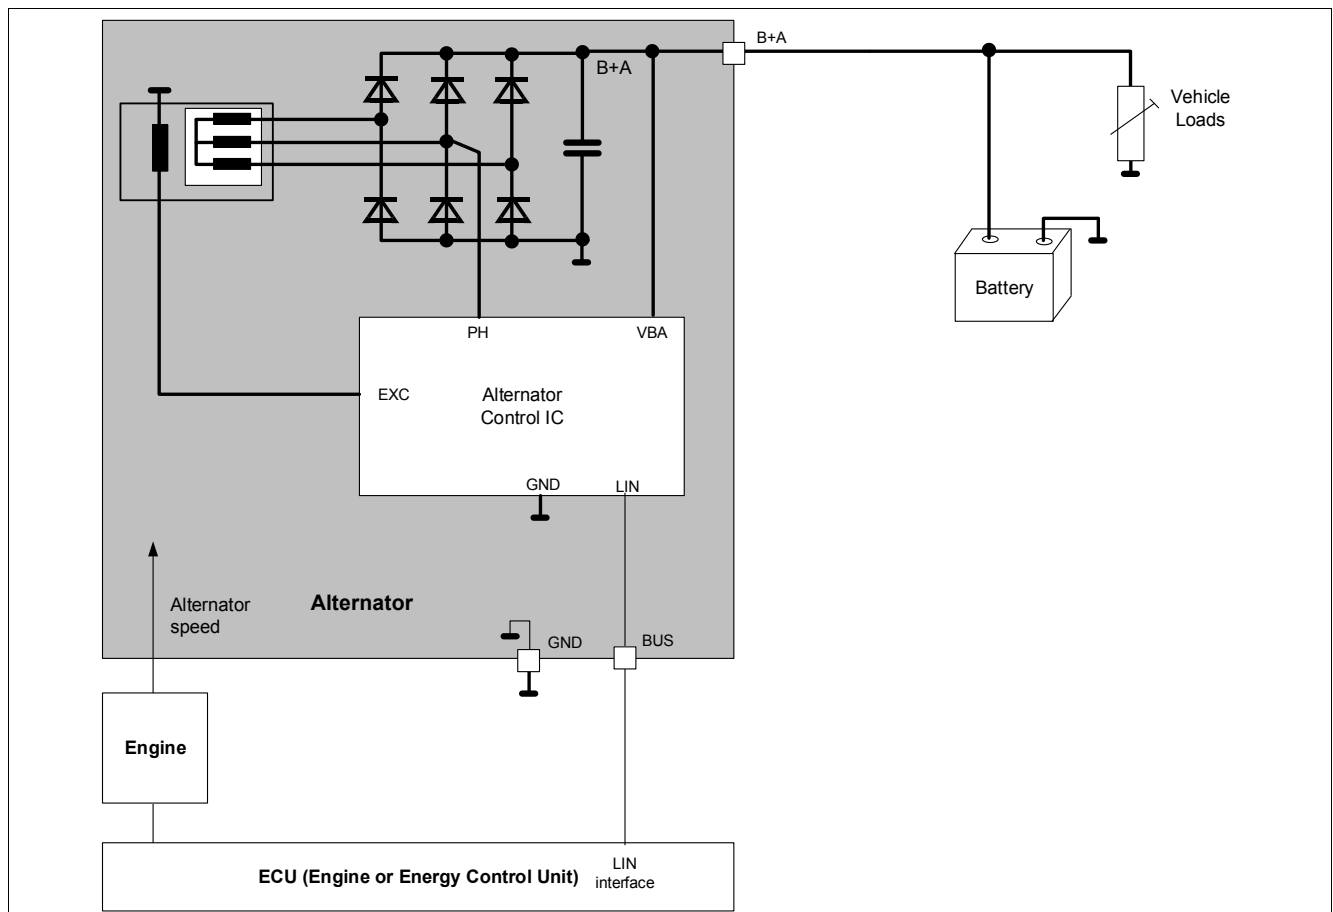 B+A
B+A
Vehicle
Loads
Battery
PH
VBA
EXC
Alternator
Control IC
GND
LIN
Alternator
speed
Alternator
GND
BUS
Engine
ECU (Engine or Energy Control Unit)
LIN
interface